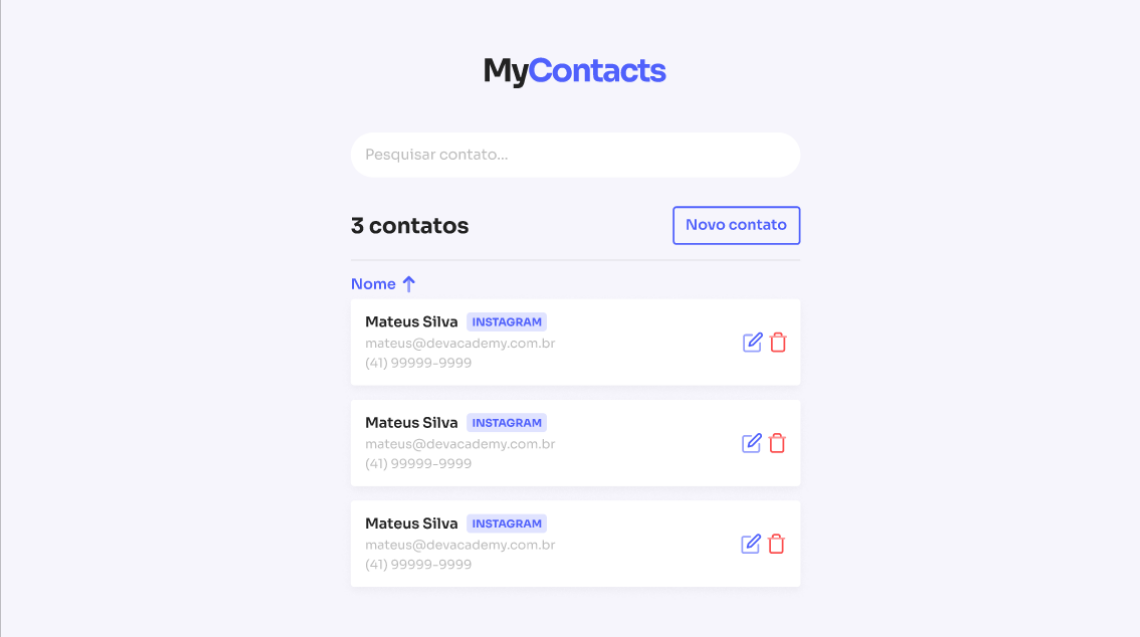 MyContacts
Pesquisar contato...
3 contatos
Novo contato
Nome
Mateus Silva INSTAGRAM
mateus@devacademy.com.br
(41) 99999-9999
Mateus Silva INSTAGRAM
mateus@devacademy.com.br
(41) 99999-9999
Mateus Silva INSTAGRAM
mateus@devacademy.com.br
(41) 99999-9999